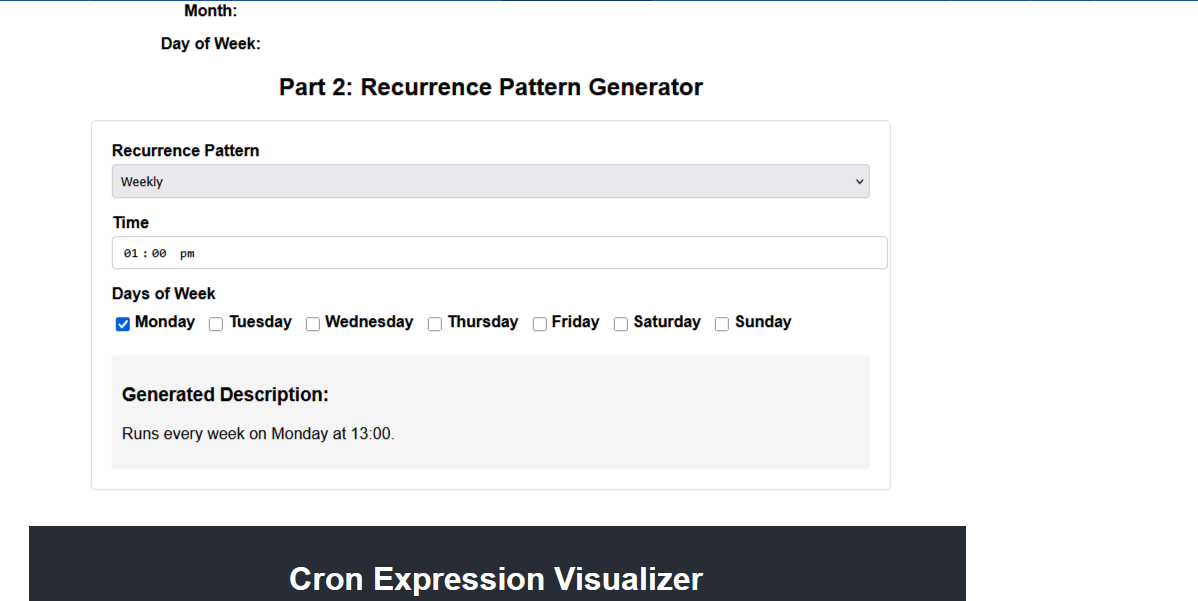 Month:
Day of Week:
Part 2: Recurrence Pattern Generator
Recurrence Pattern
Weekly
Time
01:00 pm
Days of Week
Monday Tuesday Wednesday Thursday Friday Saturday Sunday
Generated Description:
Runs every week on Monday at 13:00.
Cron Expression Visualizer